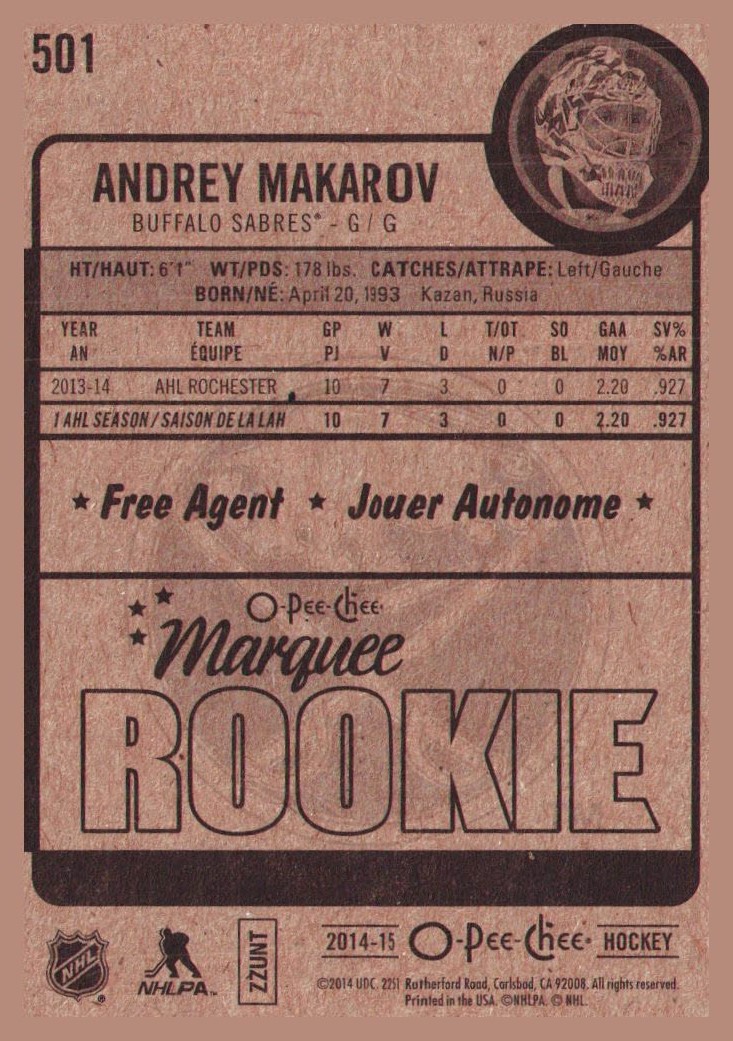 501
ANDREY MAKAROV
BUFFALO SABRES® - G / G
HT/HAUT: 6'1" WT/PDS: 178 lbs. CATCHES/ATTRAPE: Left/Gauche
BORN/NÉ: April 20, 1993 Kazan, Russia
YEAR TEAM GP W L T/OT SO GAA SV%
AN ÉQUIPE PJ V D N/P BL MOY %AR
2013-14 AHL ROCHESTER 10 7 3 0 0 2.20 .927
1 AHL SEASON / SAISON DE LA LAH 10 7 3 0 0 2.20 .927
★ Free Agent ★ Jouer Autonome ★
O-Pee-Chee
Marquee
ROOKIE
NHL ®
NHLPA™
ZZUNT
2014-15 O-Pee-Chee® HOCKEY
©2014 UDC. 2251 Rutherford Road, Carlsbad, CA 92008. All rights reserved.
Printed in the USA. ©NHLPA. © NHL.